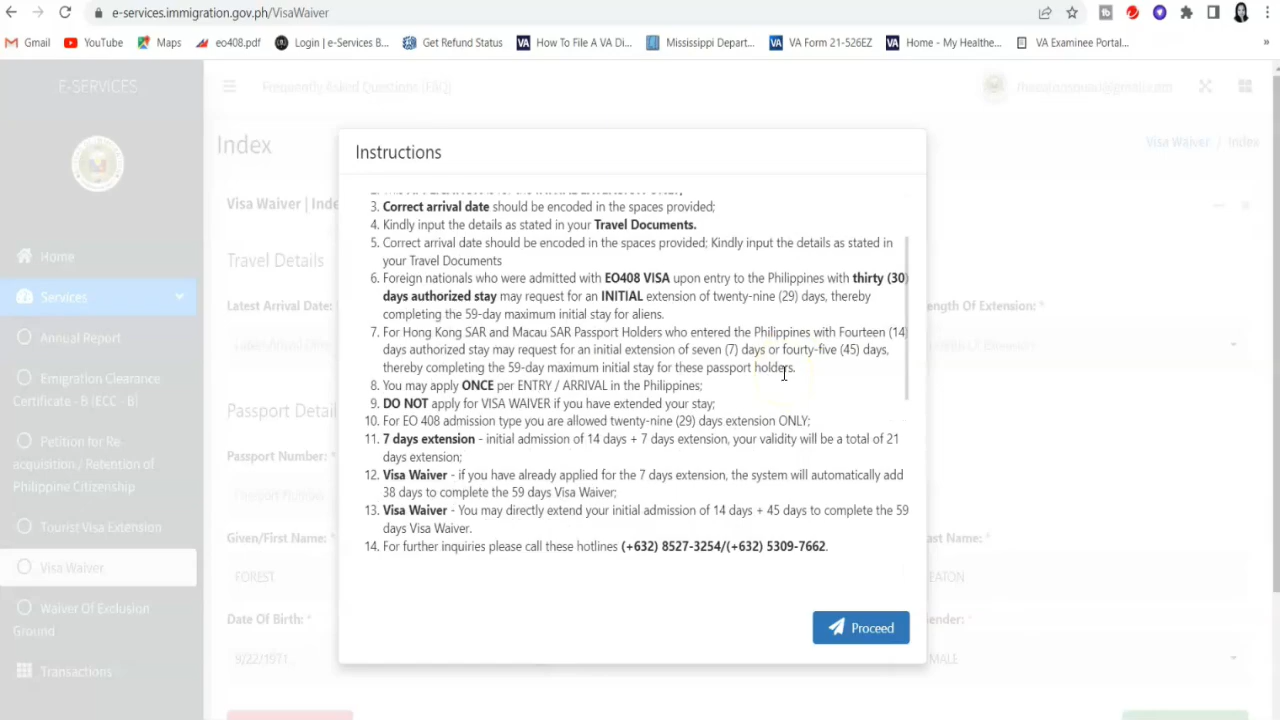 e-services.immigration.gov.ph/VisaWaiver
Gmail YouTube Maps eo408.pdf Login | e-Services B... Get Refund Status How To File A VA Di... Mississippi Depart... VA Form 21-526EZ Home - My Healthe... VA Examinee Portal... »
E-SERVICES
Frequently Asked Questions (FAQ)
Index
Visa Waiver / Index
Visa Waiver | Inde
Travel Details
Latest Arrival Date: *
ength Of Extension: *
Passport Detai
Passport Number:
Passport Number
Given/First Name: *
ast Name: *
FOREST
EATON
Date Of Birth: *
ender: *
9/22/1971
MALE
Home
Services
Annual Report
Emigration Clearance
Certificate - B (ECC - B)
Petition for Re-
acquisition / Retention of
Philippine Citizenship
Tourist Visa Extension
Visa Waiver
Waiver Of Exclusion
Ground
Transactions
Instructions
3. Correct arrival date should be encoded in the spaces provided;
4. Kindly input the details as stated in your Travel Documents.
5. Correct arrival date should be encoded in the spaces provided; Kindly input the details as stated in
your Travel Documents
6. Foreign nationals who were admitted with EO408 VISA upon entry to the Philippines with thirty (30)
days authorized stay may request for an INITIAL extension of twenty-nine (29) days, thereby
completing the 59-day maximum initial stay for aliens.
7. For Hong Kong SAR and Macau SAR Passport Holders who entered the Philippines with Fourteen (14)
days authorized stay may request for an initial extension of seven (7) days or fourty-five (45) days,
thereby completing the 59-day maximum initial stay for these passport holders.
8. You may apply ONCE per ENTRY / ARRIVAL in the Philippines;
9. DO NOT apply for VISA WAIVER if you have extended your stay;
10. For EO 408 admission type you are allowed twenty-nine (29) days extension ONLY;
11. 7 days extension - initial admission of 14 days + 7 days extension, your validity will be a total of 21
days extension;
12. Visa Waiver - if you have already applied for the 7 days extension, the system will automatically add
38 days to complete the 59 days Visa Waiver;
13. Visa Waiver - You may directly extend your initial admission of 14 days + 45 days to complete the 59
days Visa Waiver.
14. For further inquiries please call these hotlines (+632) 8527-3254/(+632) 5309-7662.
Proceed